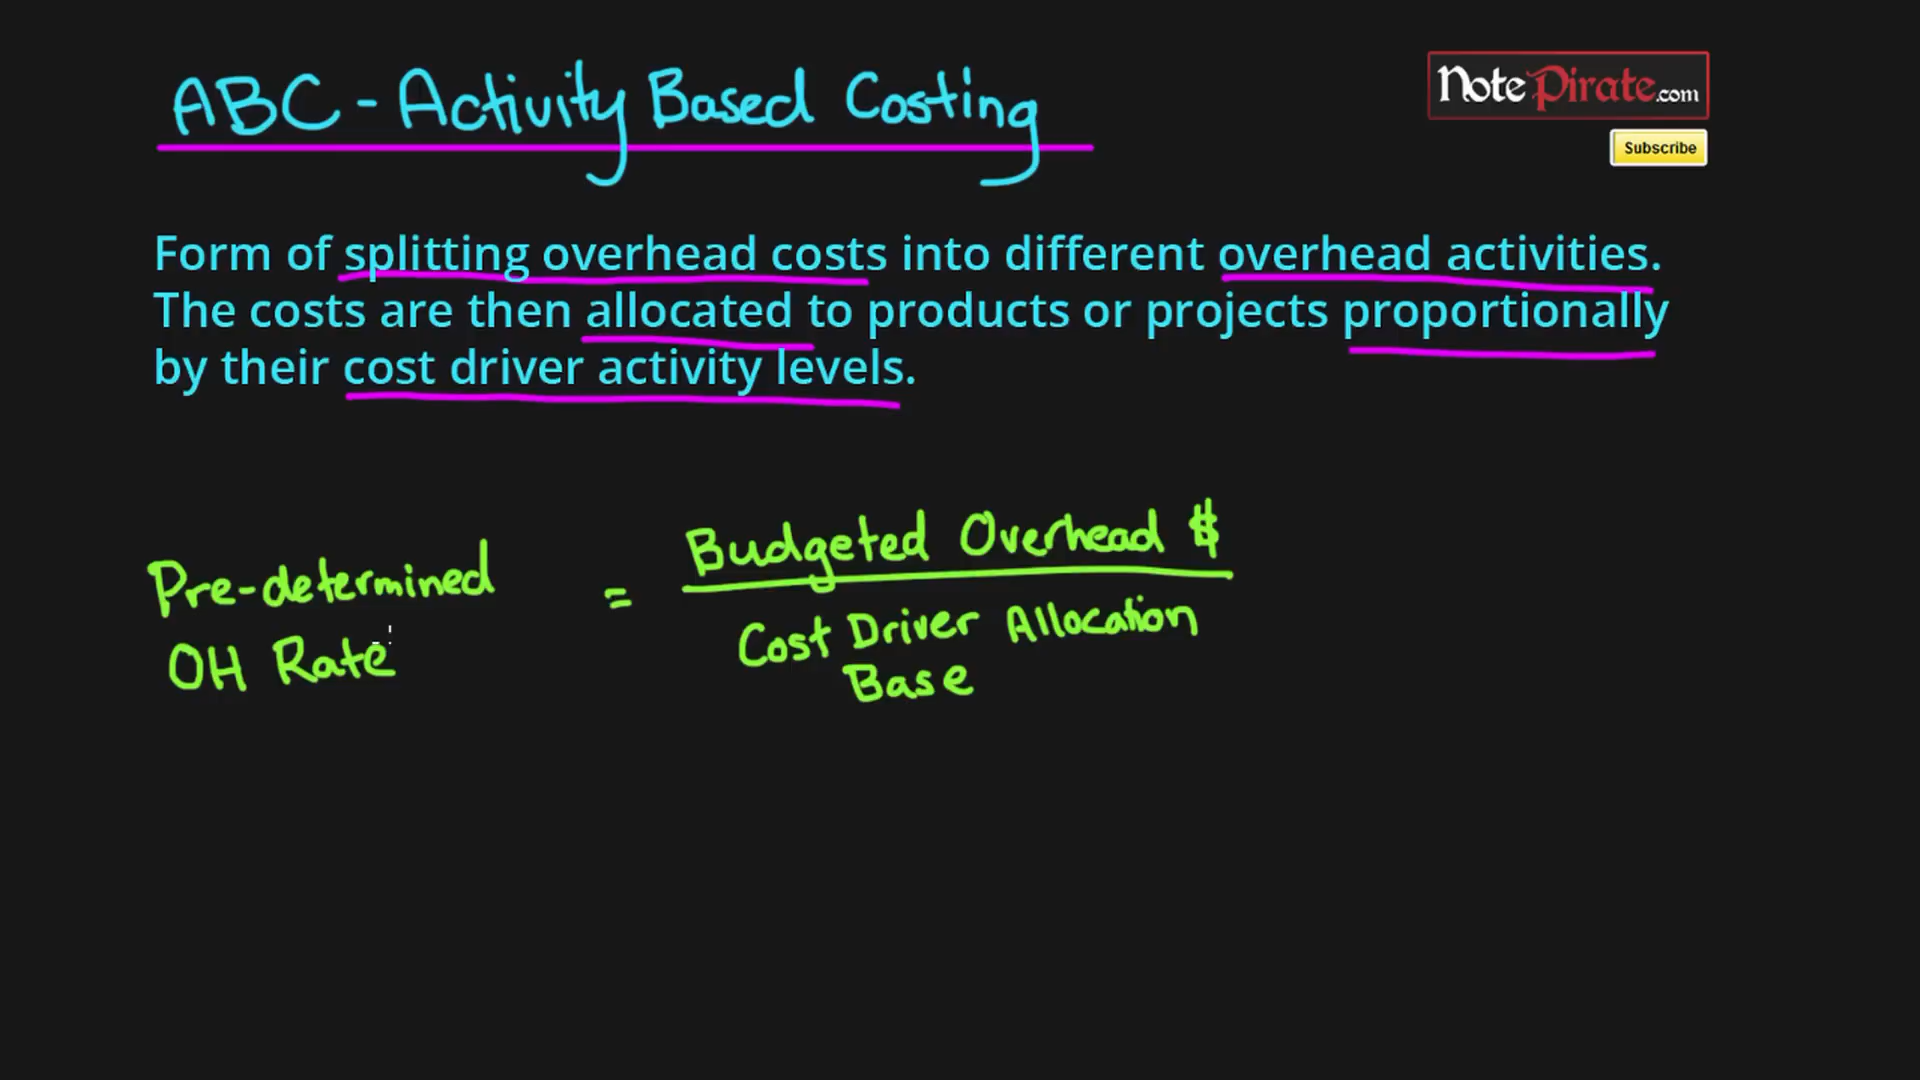 ABC - Activity Based Costing
NotePirate.com
Subscribe
Form of splitting overhead costs into different overhead activities.
The costs are then allocated to products or projects proportionally
by their cost driver activity levels.
Pre-determined
OH Rate
=
Budgeted Overhead $
Cost Driver Allocation
Base